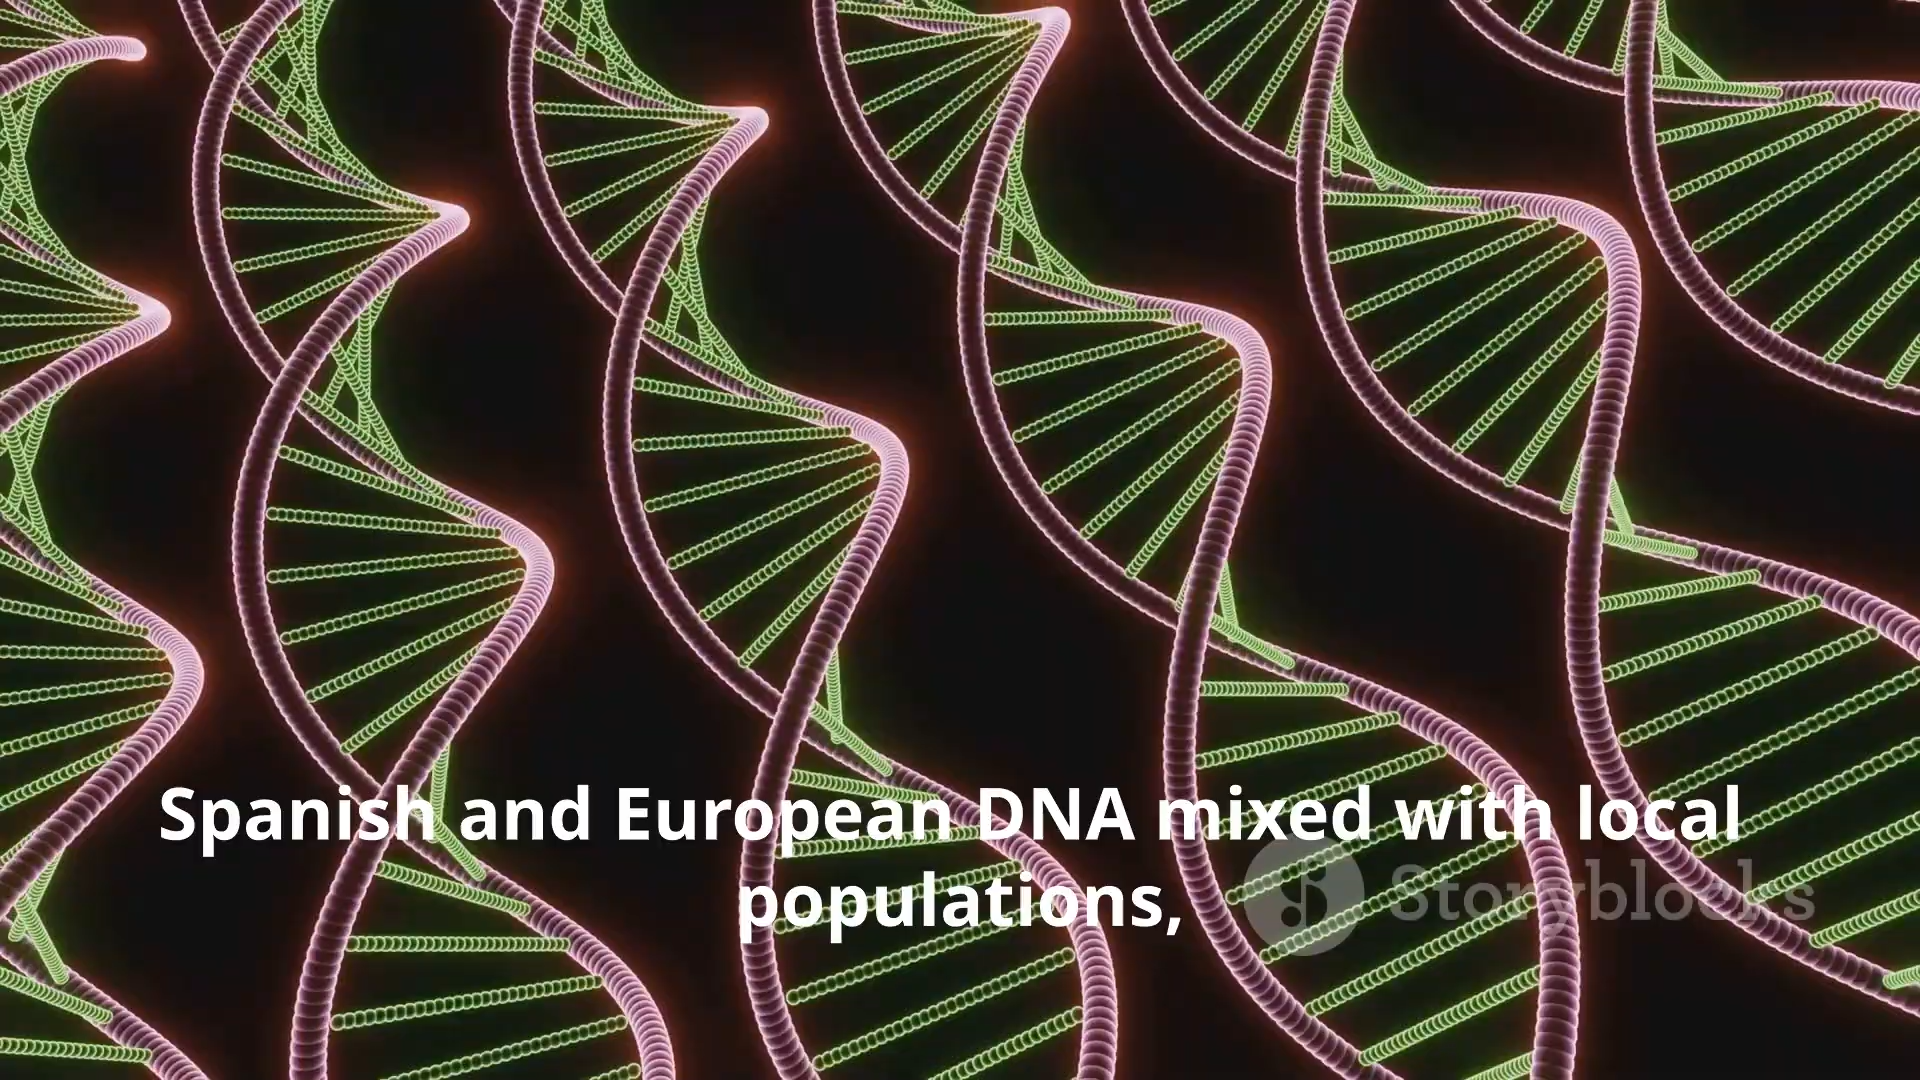 Spanish and European DNA mixed with local
populations,
Storyblocks